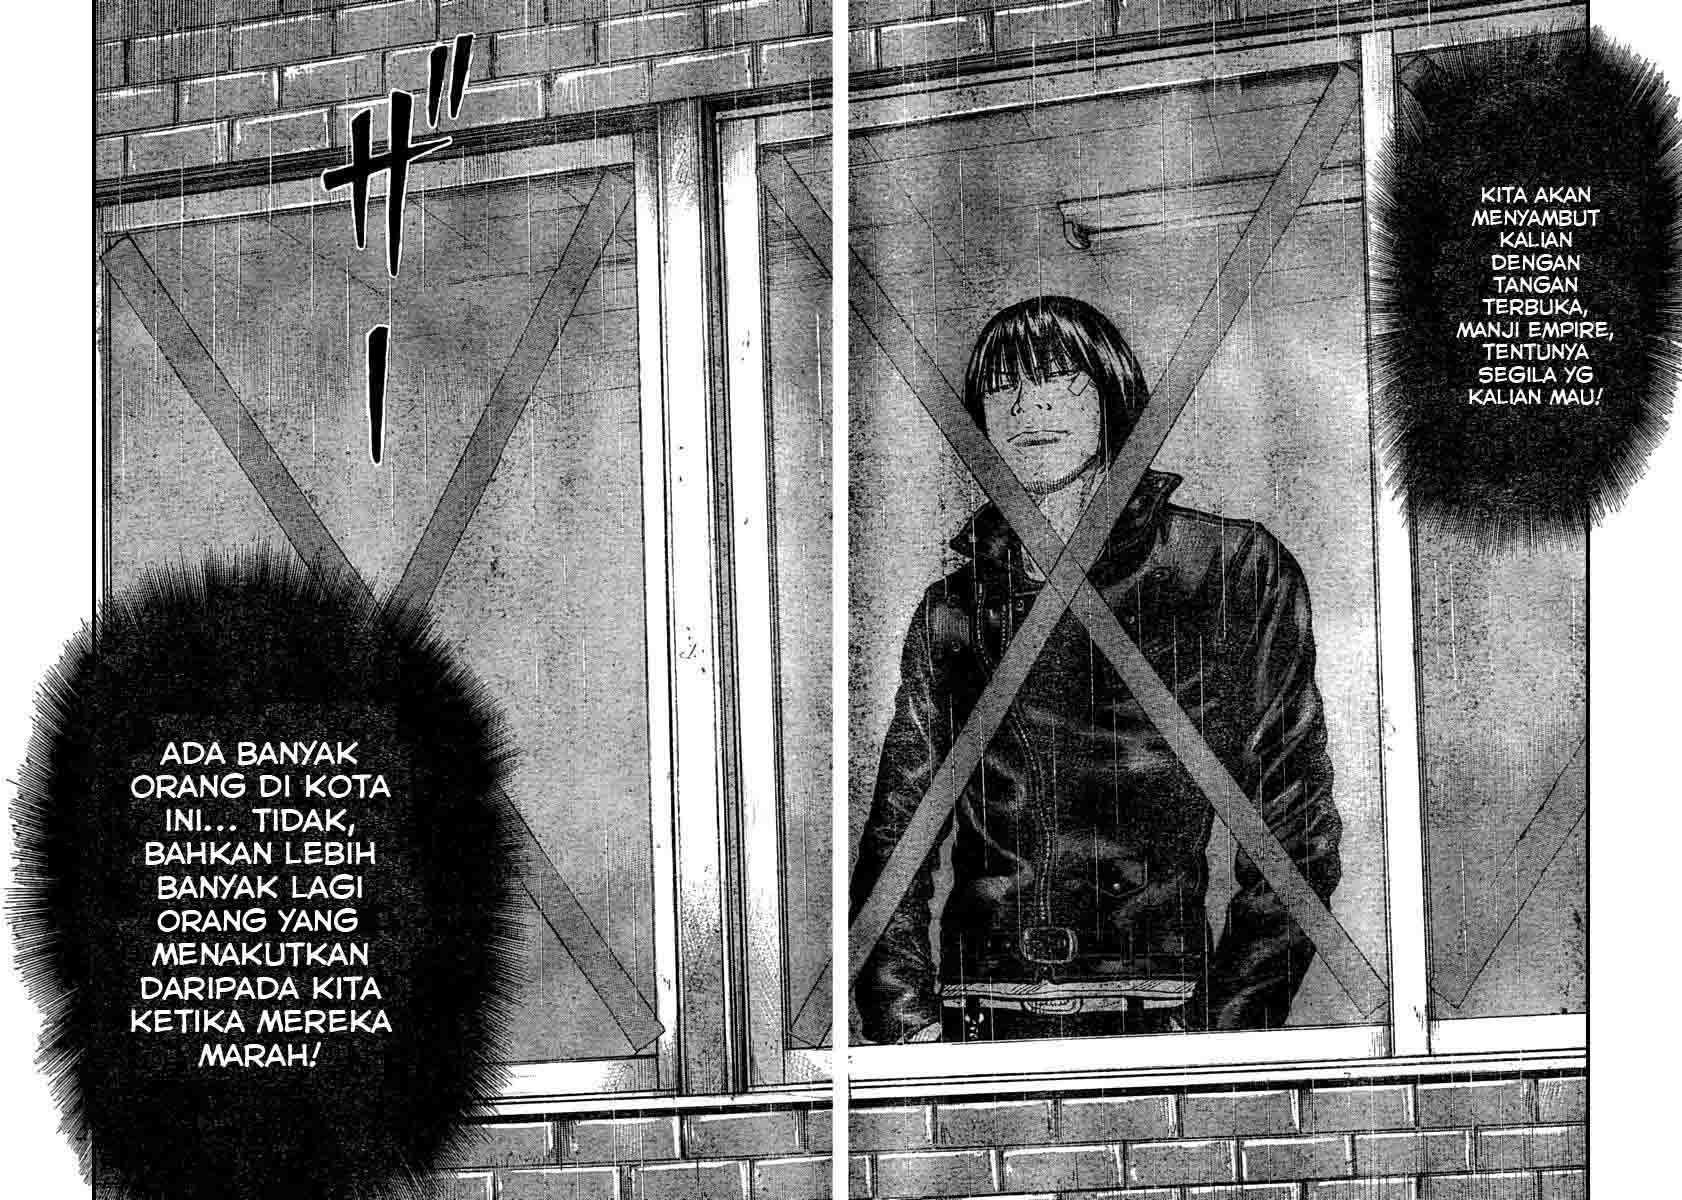 KITA AKAN
MENYAMBUT
KALIAN
DENGAN
TANGAN
TERBUKA,
MANJI EMPIRE,
TENTUNYA
SEGILA YG
KALIAN MAU!
ザ゛ー
ADA BANYAK
ORANG DI KOTA
INI... TIDAK,
BAHKAN LEBIH
BANYAK LAGI
ORANG YANG
MENAKUTKAN
DARIPADA KITA
KETIKA MEREKA
MARAH!